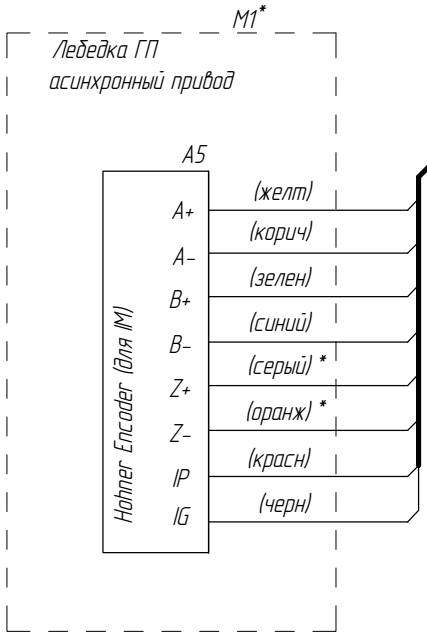 M1*
Лебедка ГП
асинхронный привод
A5
Hohner Encoder (для IM)
A+ (желт)
A- (корич)
B+ (зелен)
B- (синий)
Z+ (серый) *
Z- (оранж) *
IP (красн)
IG (черн)